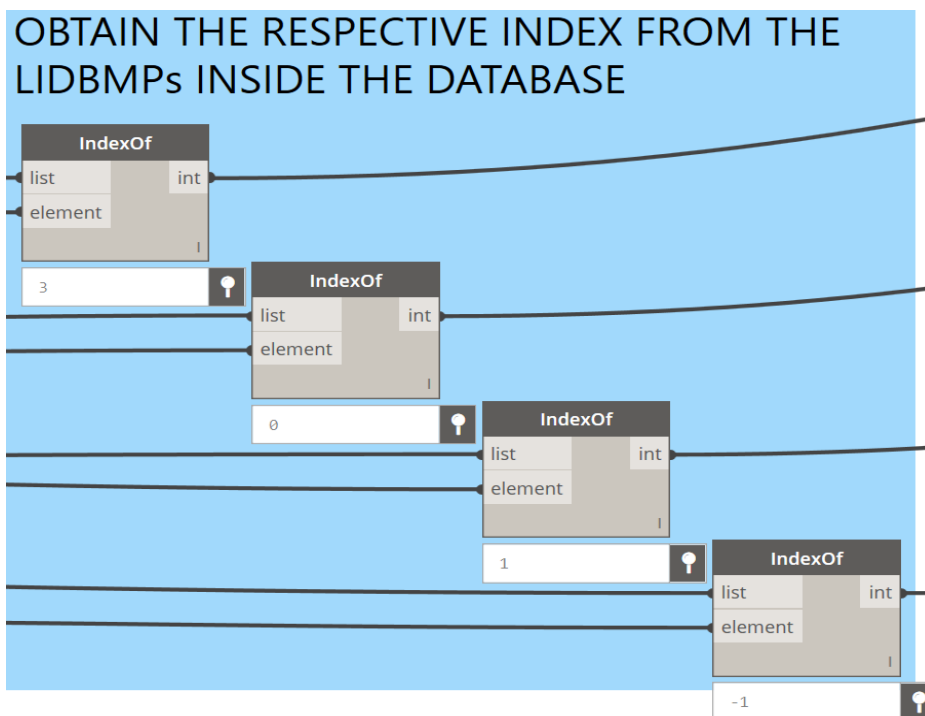 OBTAIN THE RESPECTIVE INDEX FROM THE
LIDBMPs INSIDE THE DATABASE
IndexOf
list int
element
l
3
IndexOf
list int
element
l
0
IndexOf
list int
element
l
1
IndexOf
list int
element
l
-1